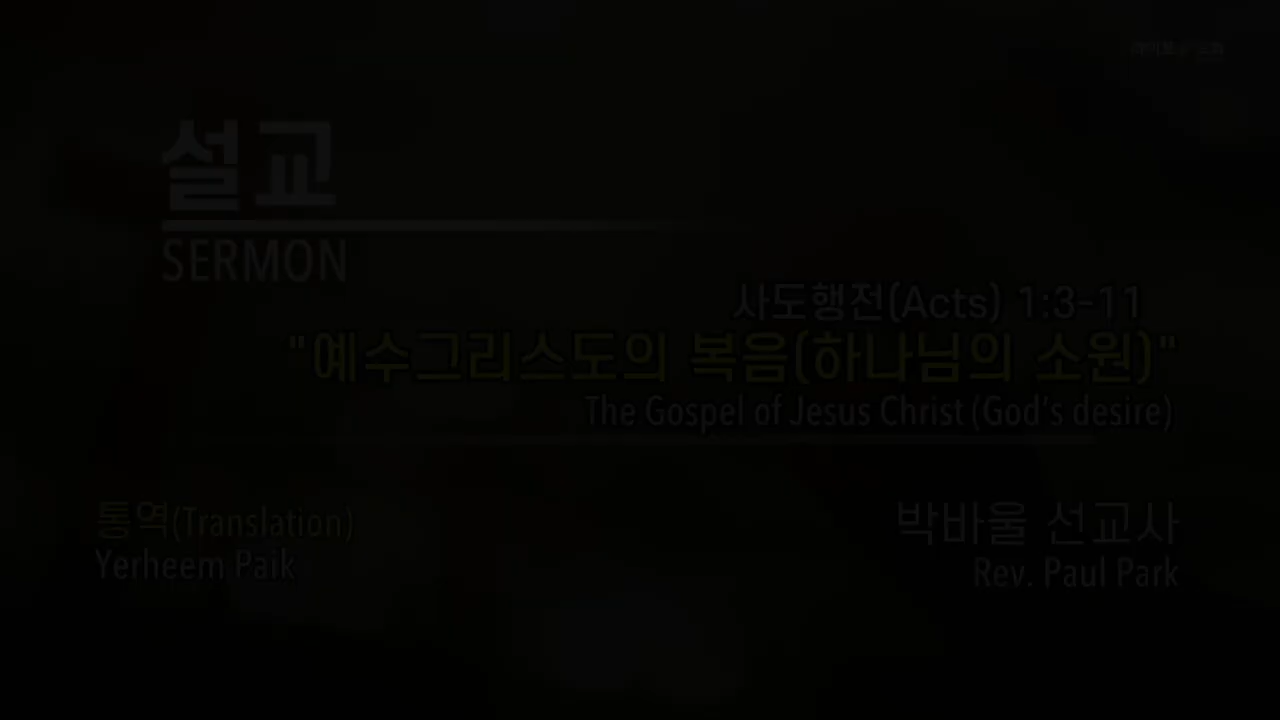 설교
SERMON
사도행전(Acts) 1:3-11
"예수그리스도의 복음(하나님의 소원)"
The Gospel of Jesus Christ (God's desire)
통역(Translation)
Yerheem Paik
박바울 선교사
Rev. Paul Park